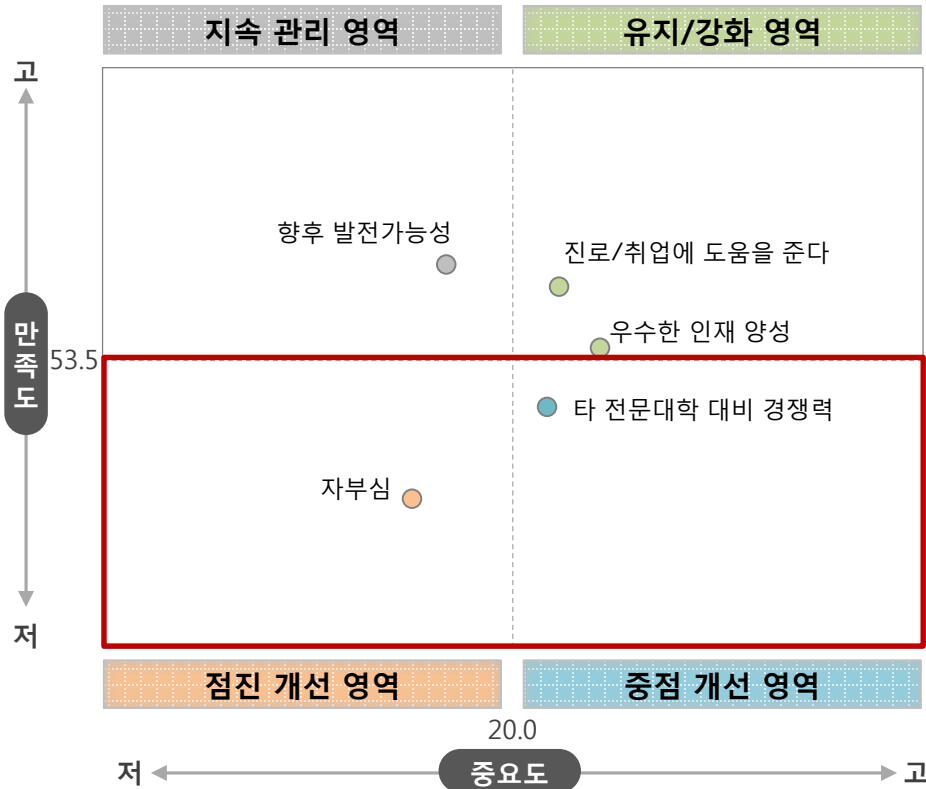 지속 관리 영역
유지/강화 영역
고
향후 발전가능성
진로/취업에 도움을 준다
우수한 인재 양성
만족도
53.5
타 전문대학 대비 경쟁력
자부심
저
점진 개선 영역
중점 개선 영역
20.0
저
중요도
고